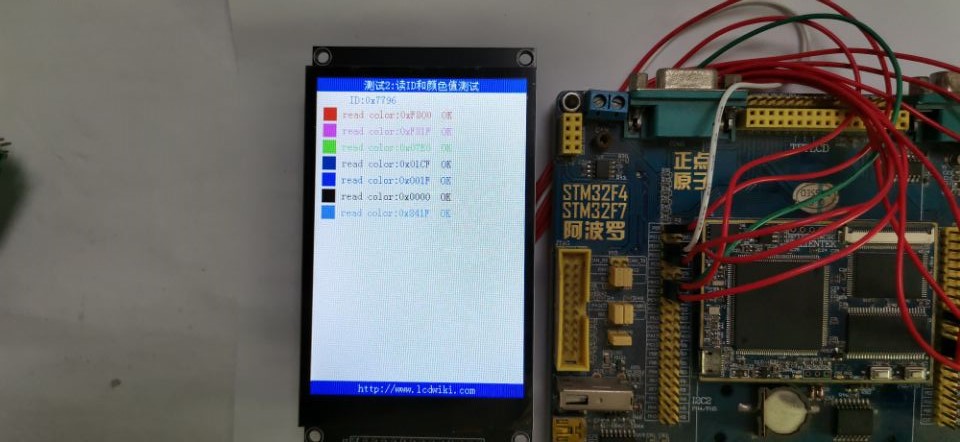 测试2:读ID和颜色值测试
ID:0x7796
read color:0xF800 OK
read color:0xF81F OK
read color:0x07E0 OK
read color:0x01CF OK
read color:0x001F OK
read color:0x0000 OK
read color:0x841F OK
http://www.lcdwiki.com
TFTLCD
正点
原子
STM32F4
STM32F7
阿波罗
I2C2